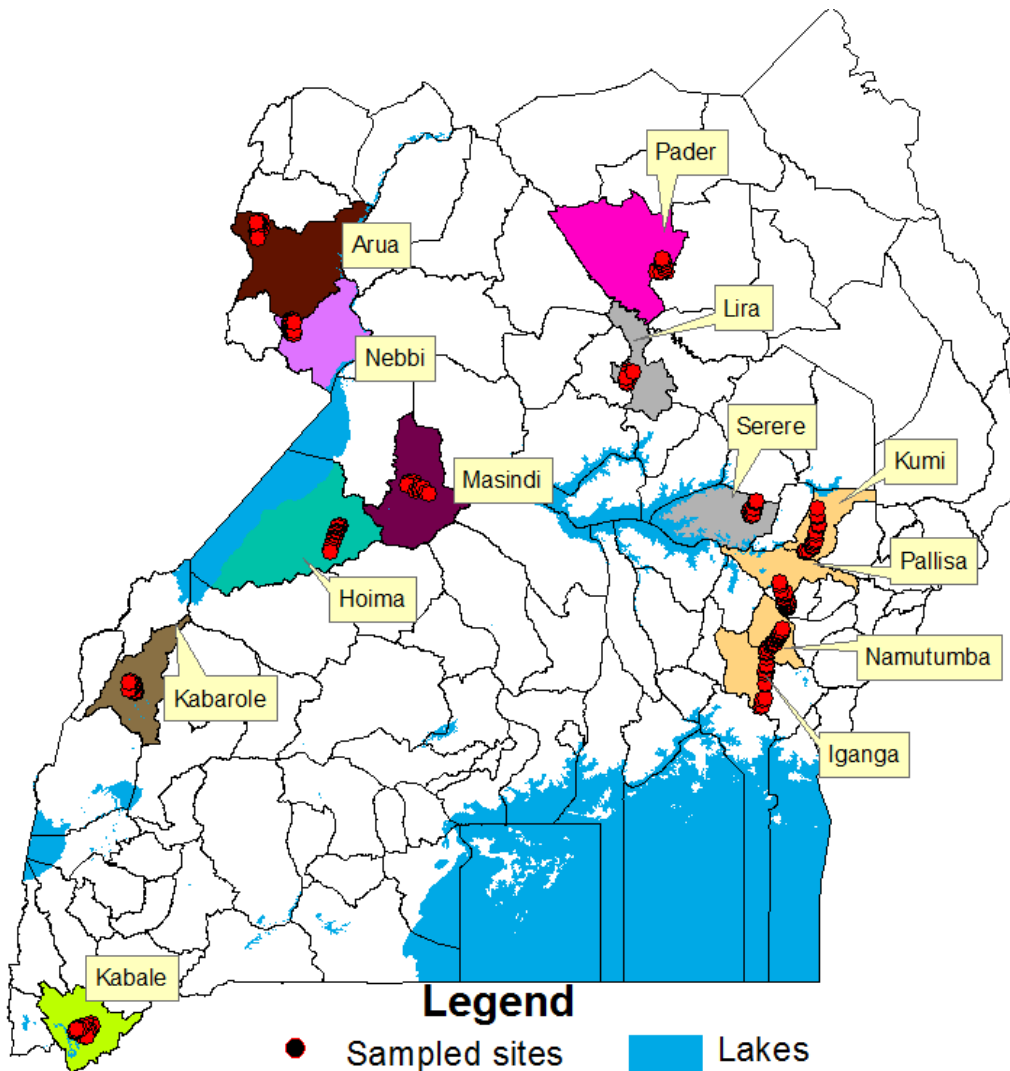 Pader
Arua
Lira
Nebbi
Serere
Kumi
Masindi
Pallisa
Hoima
Namutumba
Kabarole
Iganga
Kabale
Legend
Sampled sites
Lakes